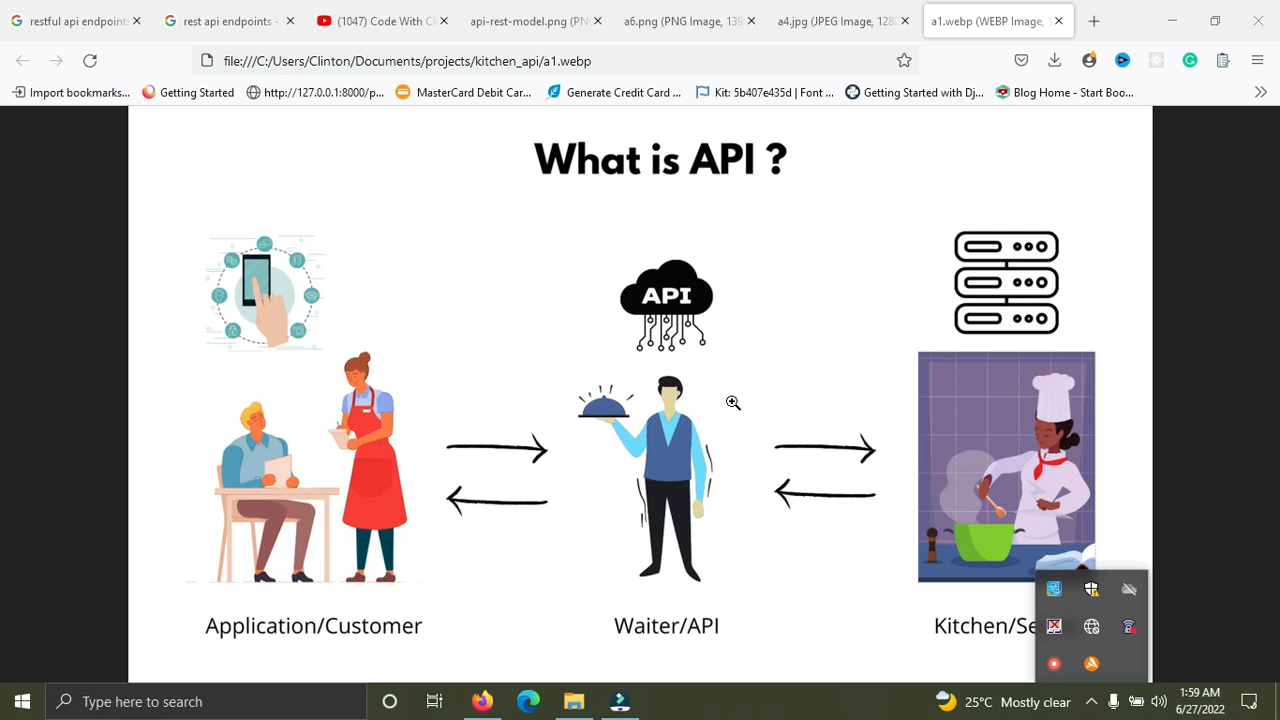 restful api endpoints
rest api endpoints -
(1047) Code With Cl
api-rest-model.png (PN
a6.png (PNG Image, 139
a4.jpg (JPEG Image, 128
a1.webp (WEBP Image, 1
file:///C:/Users/Clinton/Documents/projects/kitchen_api/a1.webp
Import bookmarks...
Getting Started
http://127.0.0.1:8000/p...
MasterCard Debit Car...
Generate Credit Card ...
Kit: 5b407e435d | Font ...
Getting Started with Dj...
Blog Home - Start Boo...
What is API ?
API
Application/Customer
Waiter/API
Kitchen/Se
Type here to search
25°C Mostly clear
1:59 AM
6/27/2022